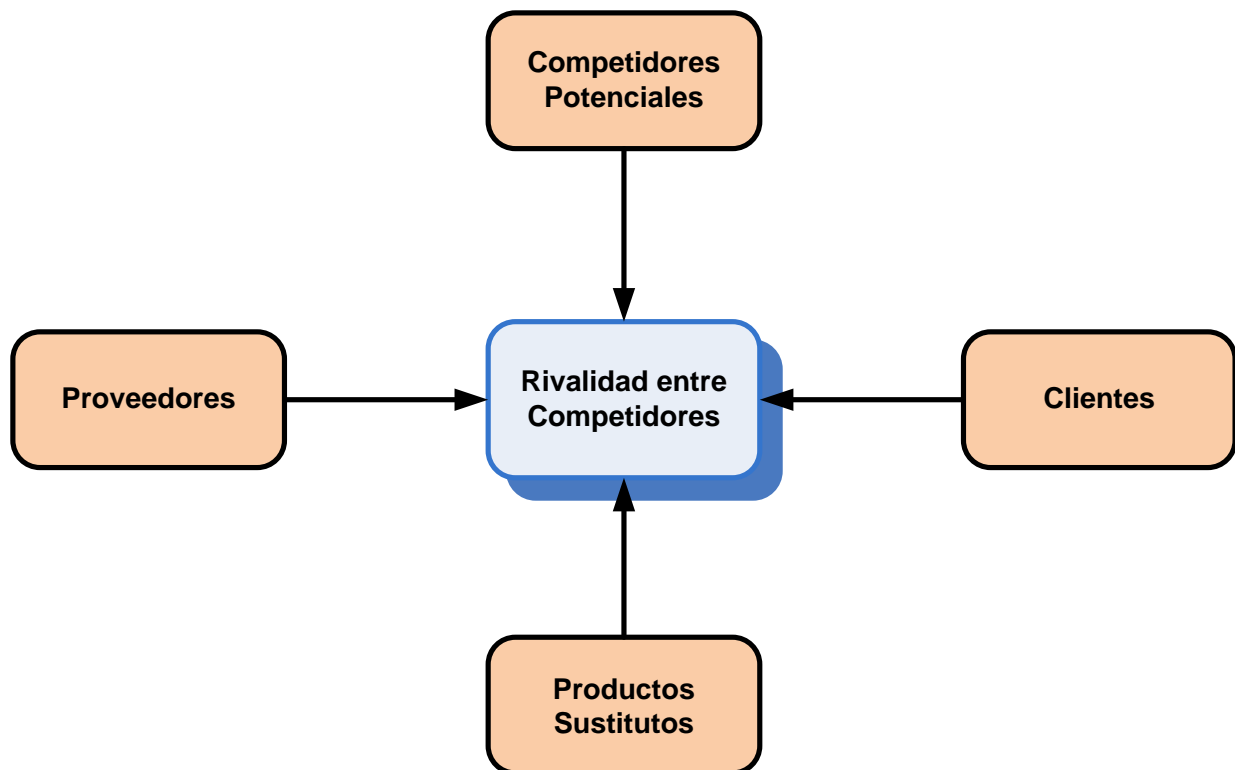 Competidores
Potenciales
Proveedores
Rivalidad entre
Competidores
Clientes
Productos
Sustitutos